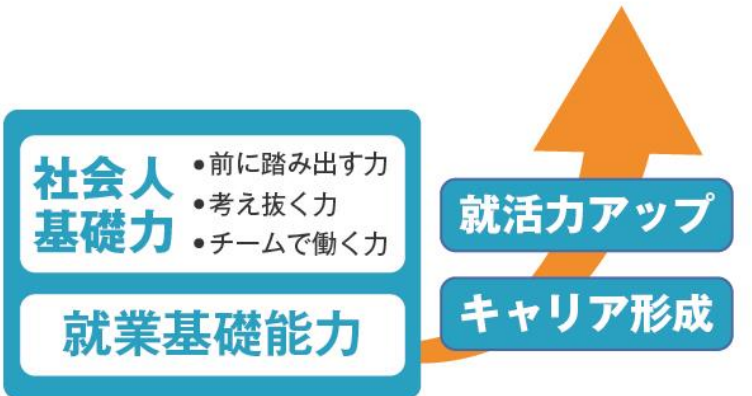 社会人
基礎力
•前に踏み出す力
•考え抜く力
•チームで働く力
就業基礎能力
就活力アップ
キャリア形成